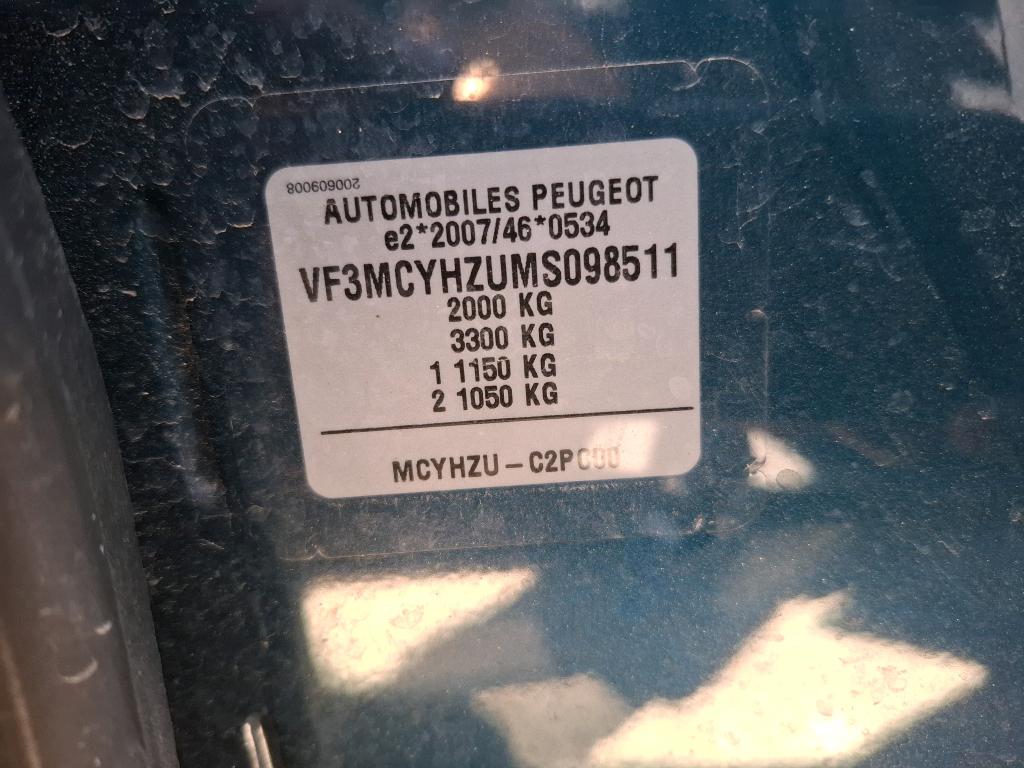 200609008
AUTOMOBILES PEUGEOT
e2*2007/46*0534
VF3MCYHZUMS098511
2000 KG
3300 KG
1 1150 KG
2 1050 KG
MCYHZU - C2PC00